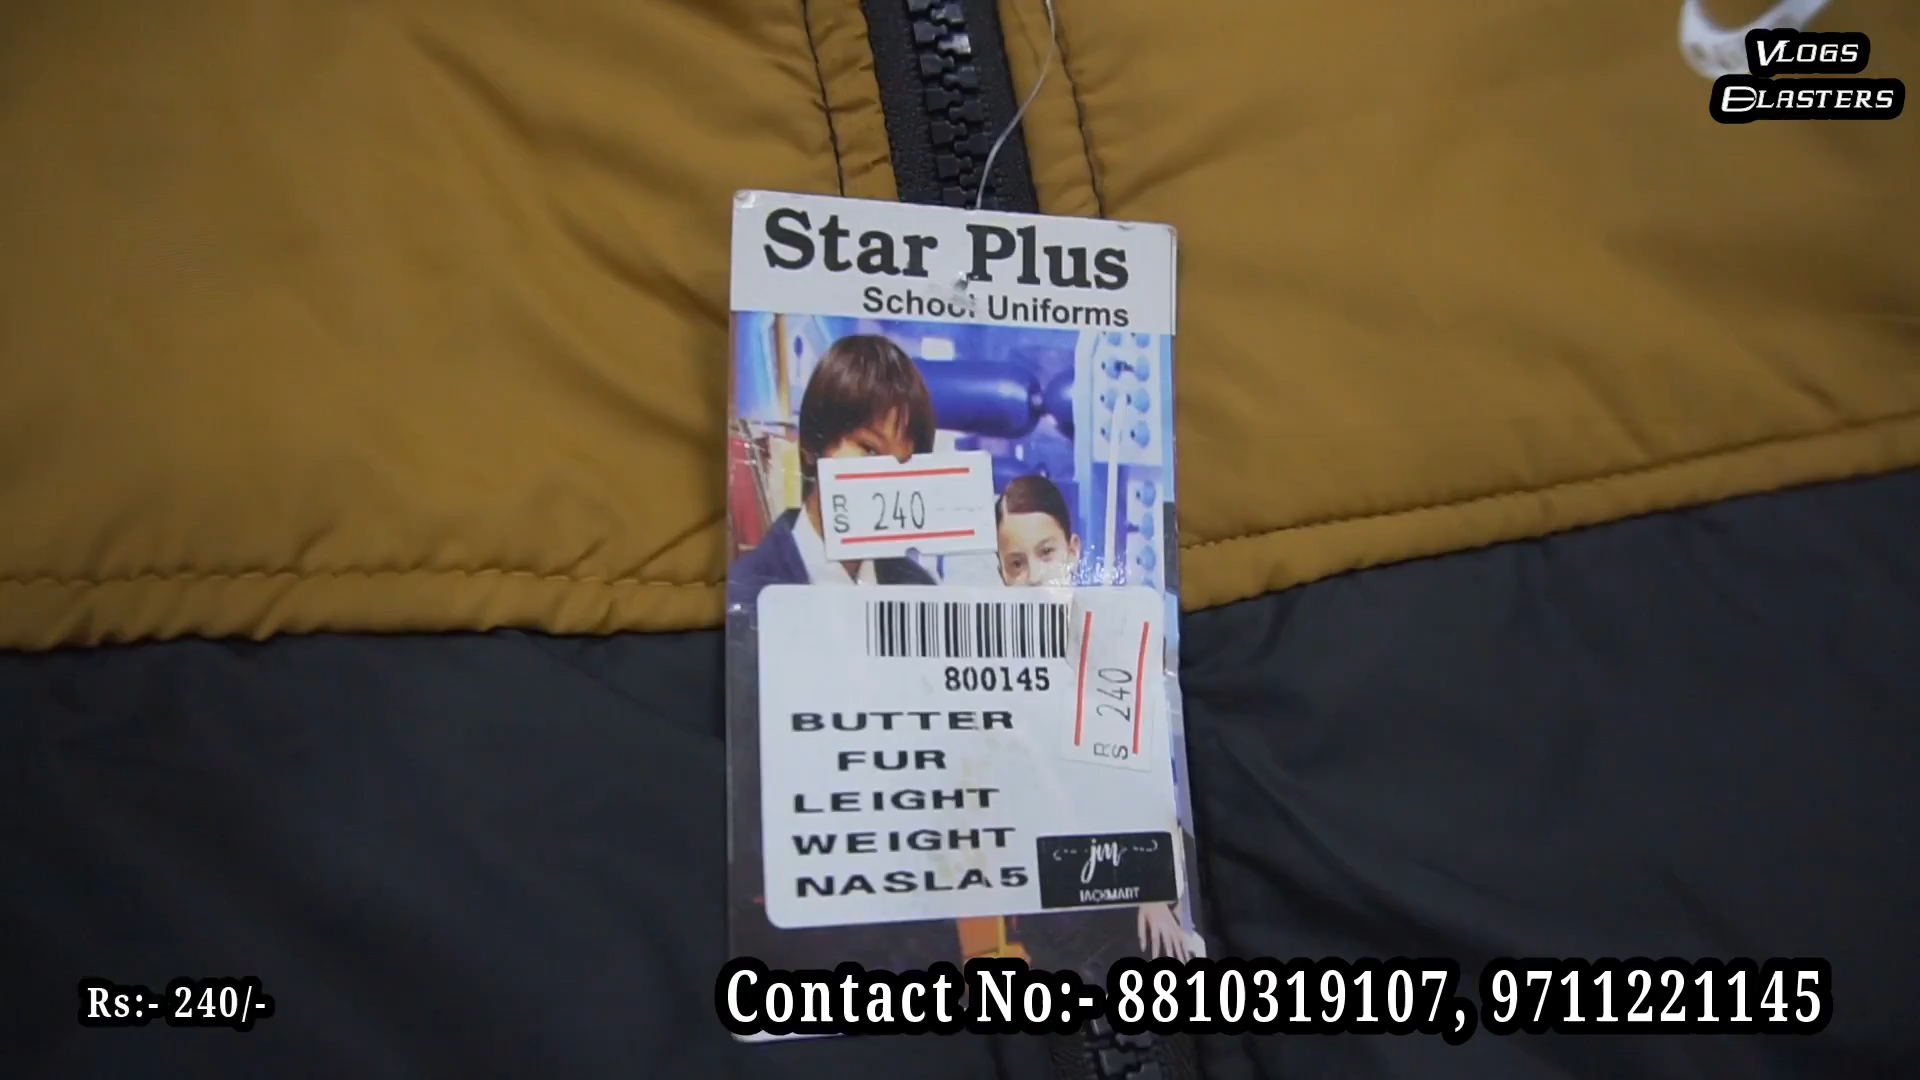 VLOGS
BLASTERS
Star Plus
School Uniforms
RS 240
800145
RS 240
BUTTER
FUR
LEIGHT
WEIGHT
NASLA5
jm
JACKMART
Rs:- 240/-
Contact No:- 8810319107, 9711221145